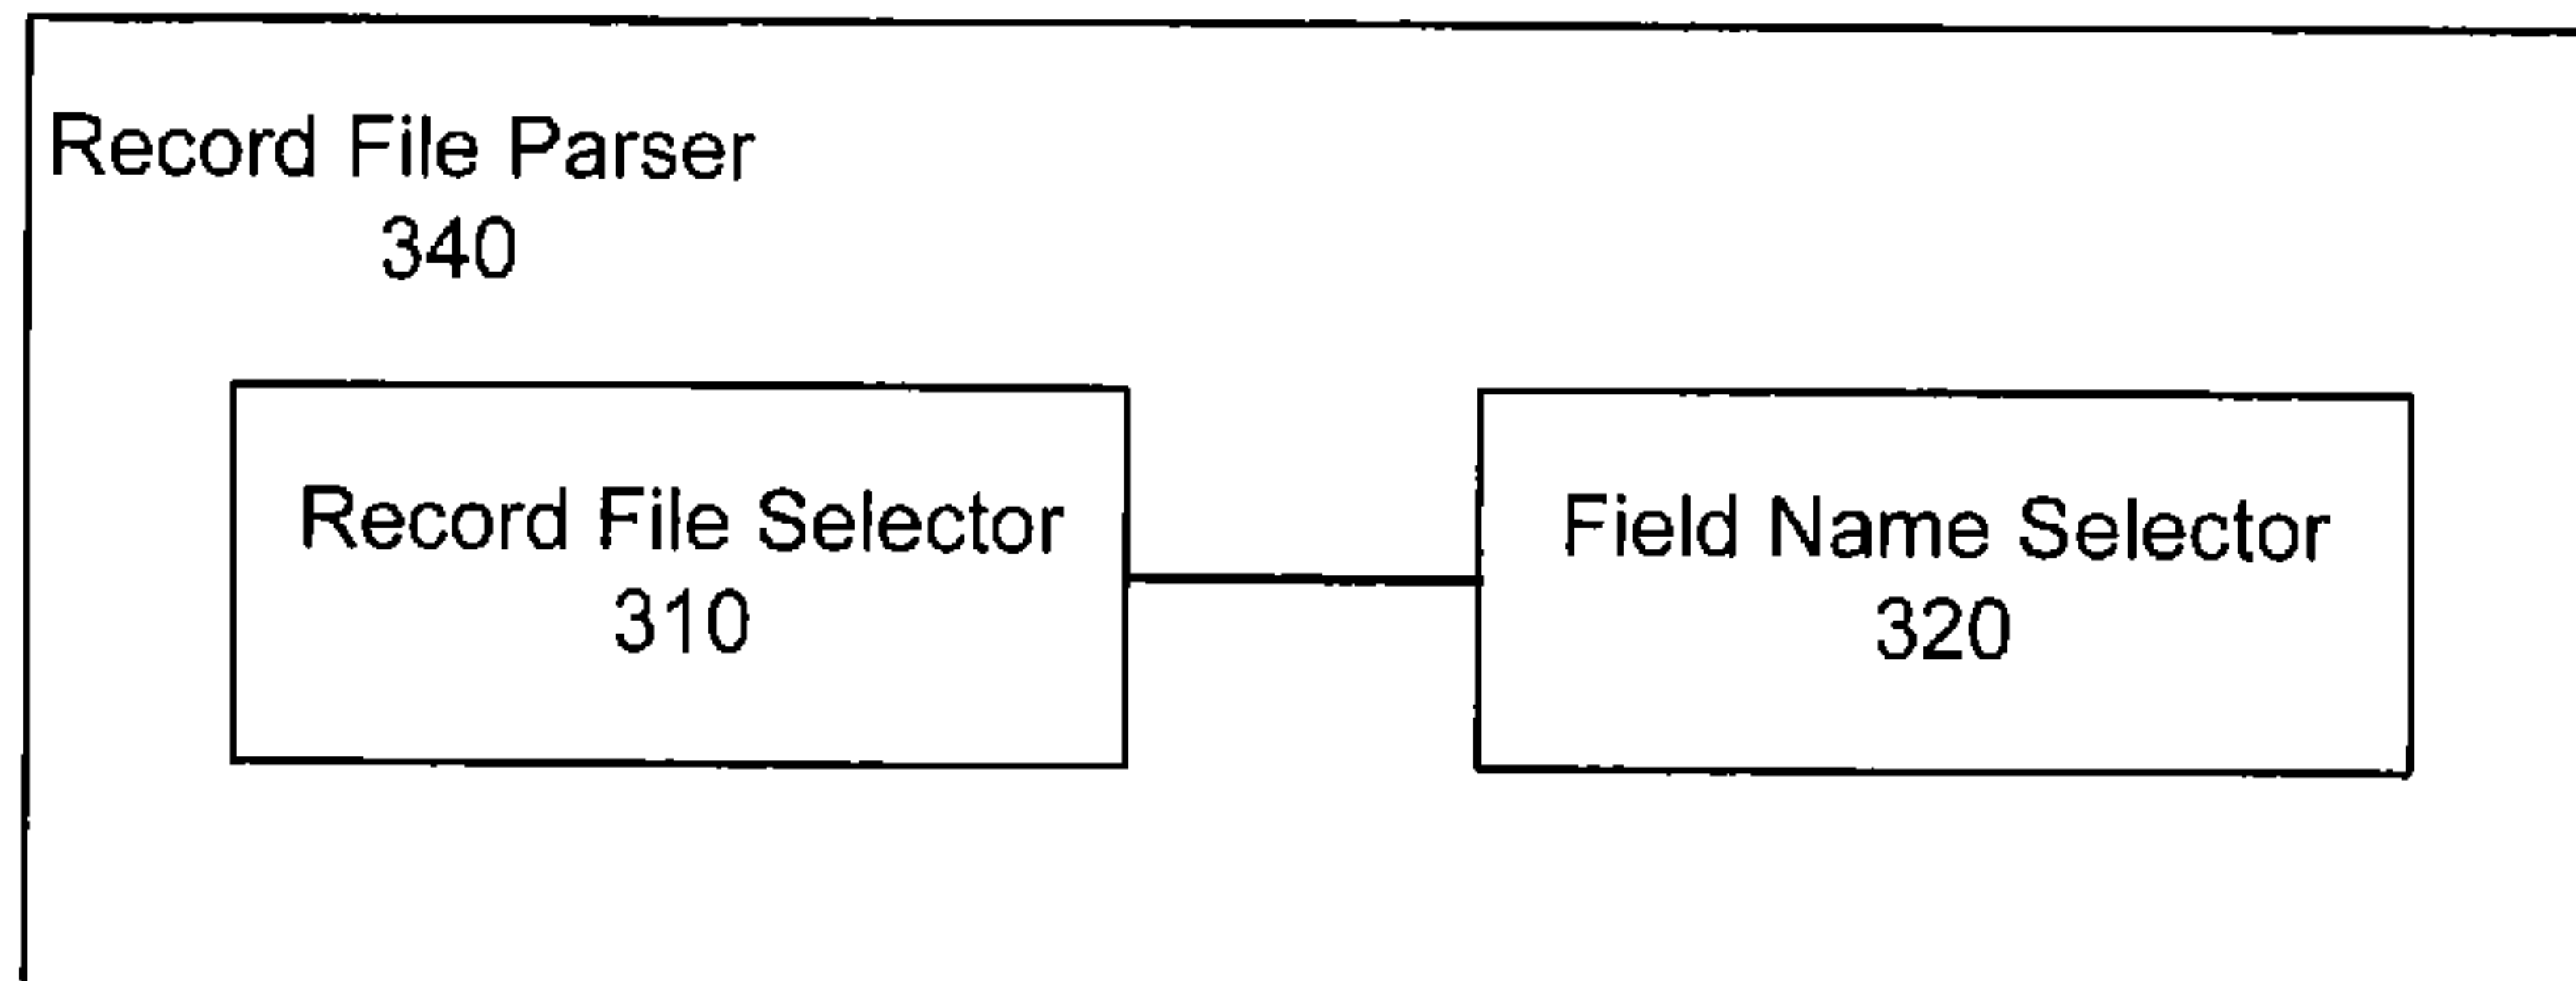 Record File Parser
340
Record File Selector
310
Field Name Selector
320